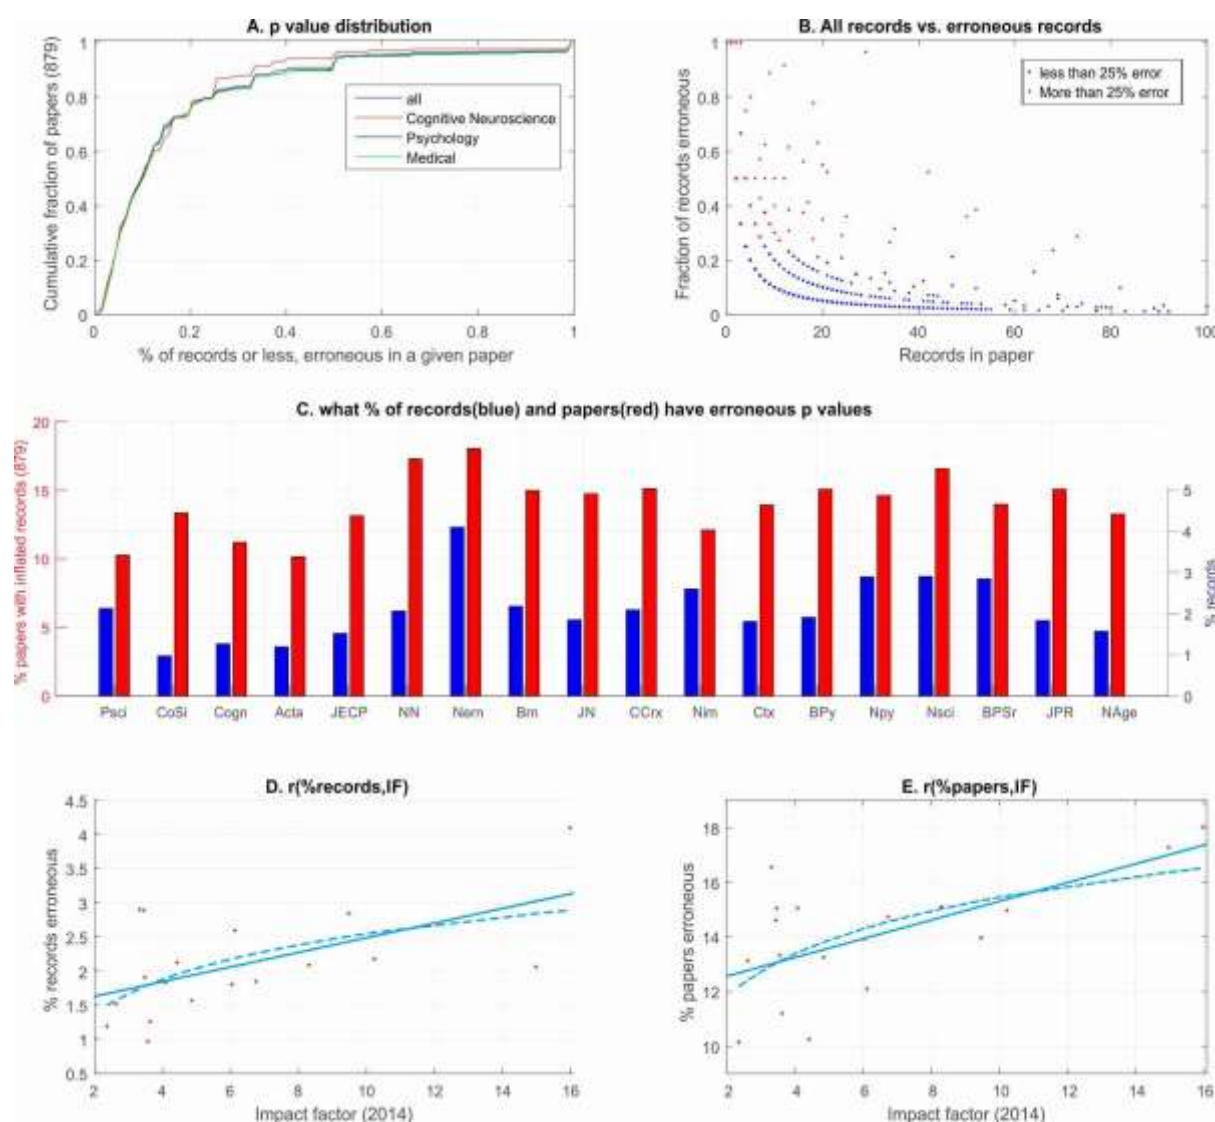 A. p value distribution
Cumulative fraction of papers (879)
1
0.8
0.6
0.4
0.2
0
all
Cognitive Neuroscience
Psychology
Medical
0 0.2 0.4 0.6 0.8 1
% of records or less, erroneous in a given paper
B. All records vs. erroneous records
Fraction of records erroneous
1
0.8
0.6
0.4
0.2
0
less than 25% error
More than 25% error
0 20 40 60 80 100
Records in paper
C. what % of records(blue) and papers(red) have erroneous p values
% papers with inflated records (879)
20
15
10
5
0
5
4
3
2
1
0
% records
Psci CoSi Cogn Acta JECP NN Nern Brn JN CCrx Nim Ctx BPy Npy Nsci BPSr JPR NAge
D. r(%records,IF)
% records erroneous
4.5
4
3.5
3
2.5
2
1.5
1
0.5
2 4 6 8 10 12 14 16
Impact factor (2014)
E. r(%papers,IF)
% papers erroneous
18
16
14
12
10
2 4 6 8 10 12 14 16
Impact factor (2014)